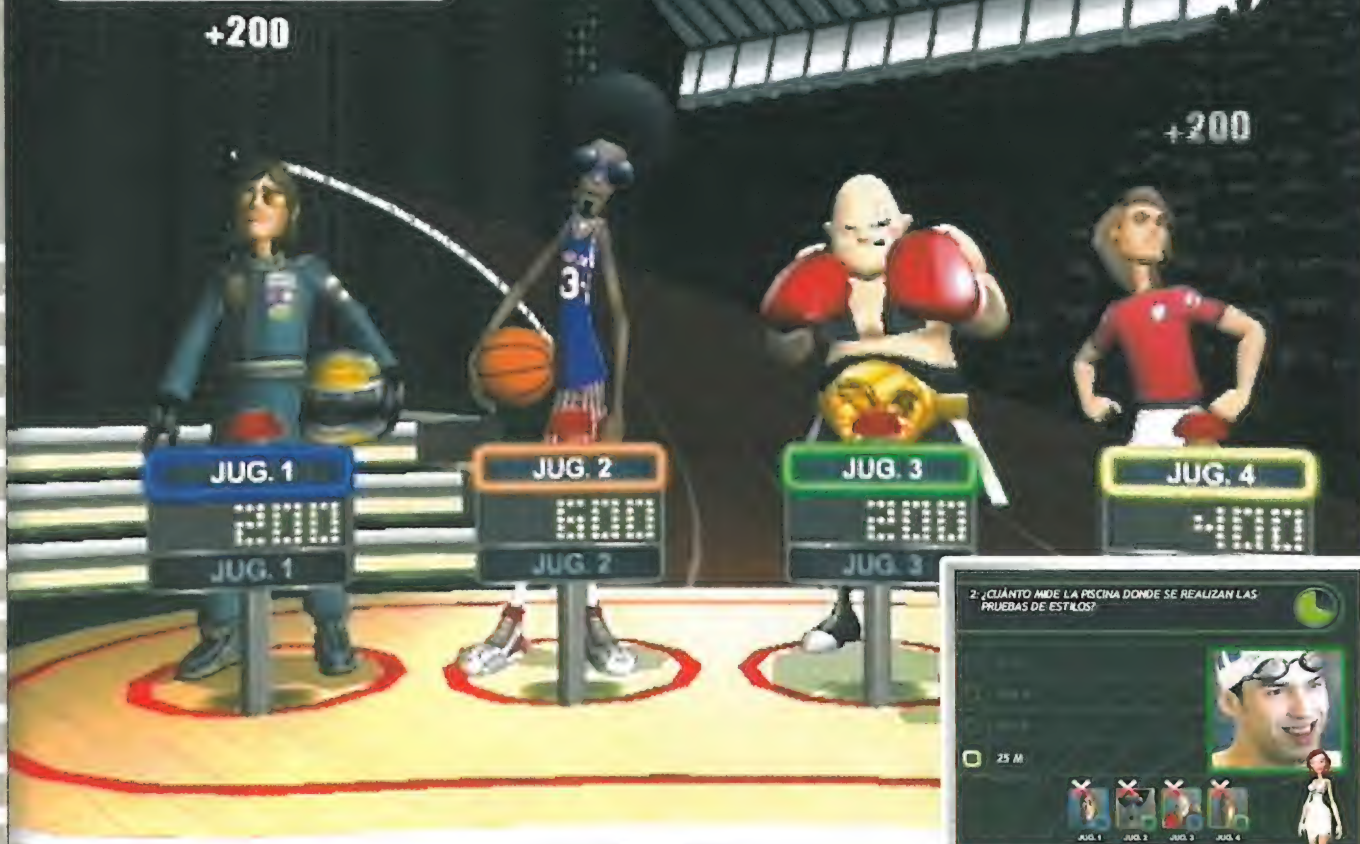 +200
+200
3
JUG. 1
JUG. 2
JUG. 3
JUG. 4
200
600
200
400
JUG. 1
JUG. 2
JUG. 3
2: ¿CUÁNTO MIDE LA PISCINA DONDE SE REALIZAN LAS
PRUEBAS DE ESTILOS?
25 M
JUG. 1
JUG. 2
JUG. 3
JUG. 4